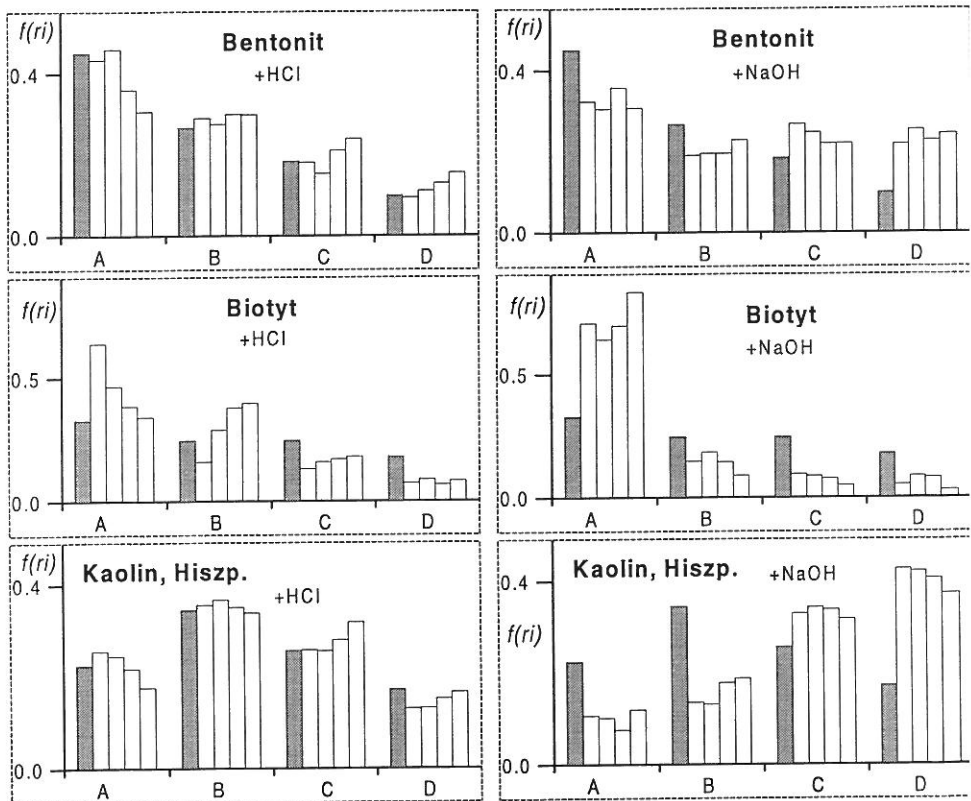 f(ri)
Bentonit
+HCl
0.4
0.0
A B C D
f(ri)
Bentonit
+NaOH
0.4
0.0
A B C D
f(ri)
Biotyt
+HCl
0.5
0.0
A B C D
f(ri)
Biotyt
+NaOH
0.5
0.0
A B C D
f(ri)
Kaolin, Hiszp.
+HCl
0.4
0.0
A B C D
Kaolin, Hiszp. +NaOH
0.4
f(ri)
0.0
A B C D